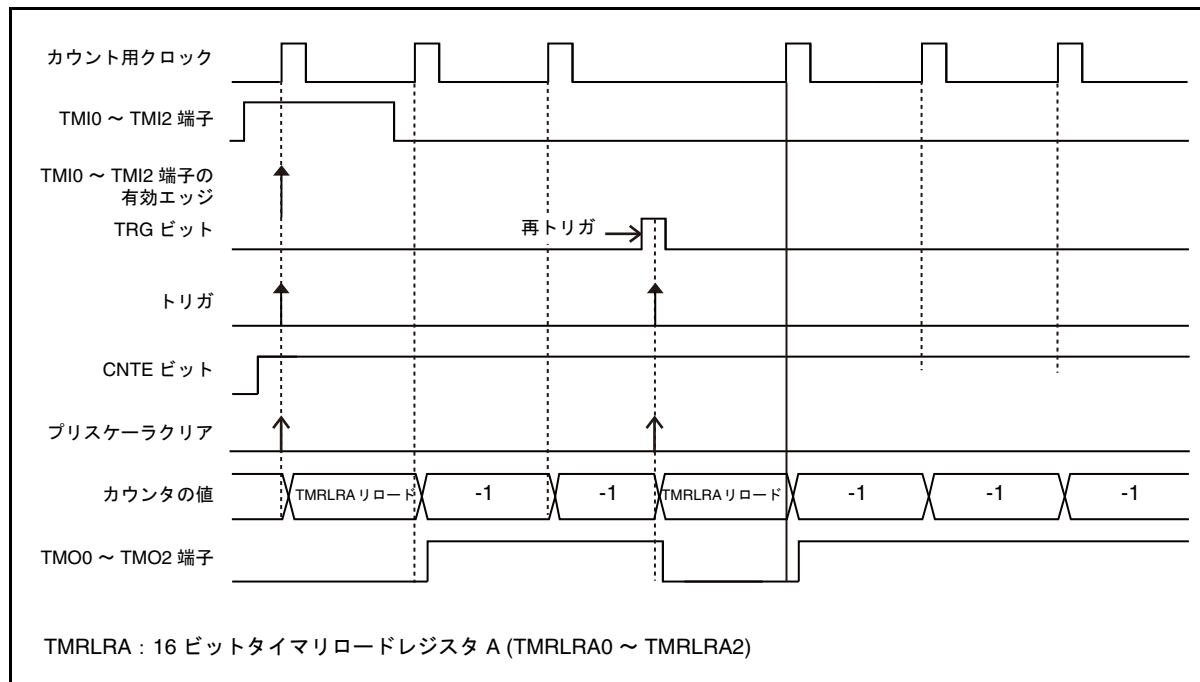 カウント用クロック
TMI0 ～ TMI2 端子
TMI0 ～ TMI2 端子の
有効エッジ
TRG ビット
再トリガ
トリガ
CNTE ビット
プリスケーラクリア
カウンタの値
TMRLRA リロード
-1
-1
TMRLRA リロード
-1
-1
-1
TMO0 ～ TMO2 端子
TMRLRA : 16 ビットタイマリロードレジスタ A (TMRLRA0 ～ TMRLRA2)